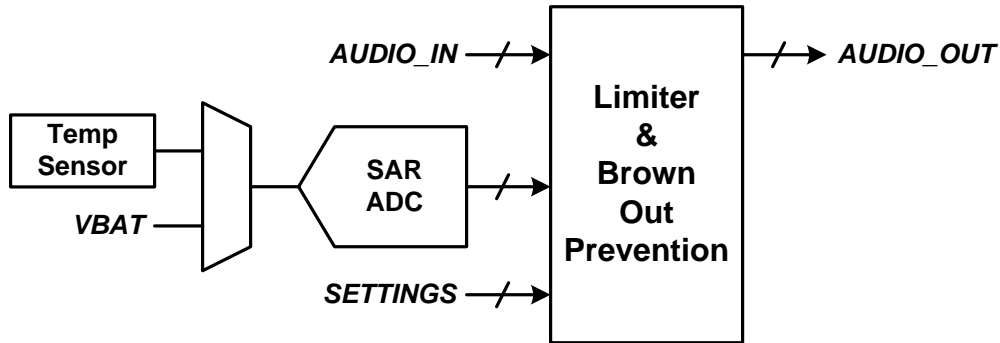 AUDIO_IN
AUDIO_OUT
Temp
Sensor
VBAT
SAR
ADC
SETTINGS
Limiter
&
Brown
Out
Prevention